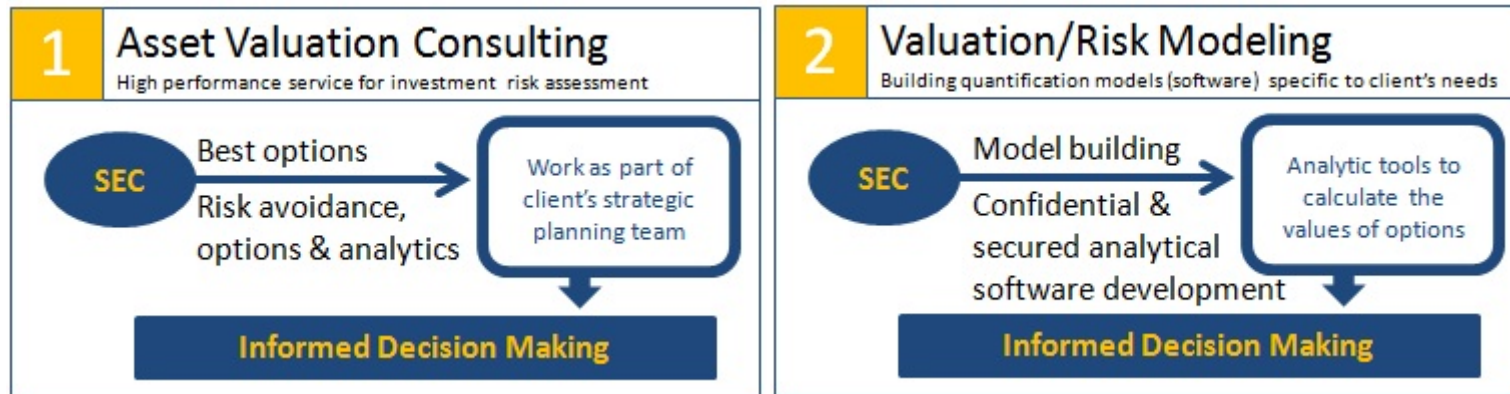 1
Asset Valuation Consulting
High performance service for investment risk assessment
SEC
Best options
Risk avoidance,
options & analytics
Work as part of
client's strategic
planning team
Informed Decision Making
2
Valuation/Risk Modeling
Building quantification models (software) specific to client's needs
SEC
Model building
Confidential &
secured analytical
software development
Analytic tools to
calculate the
values of options
Informed Decision Making